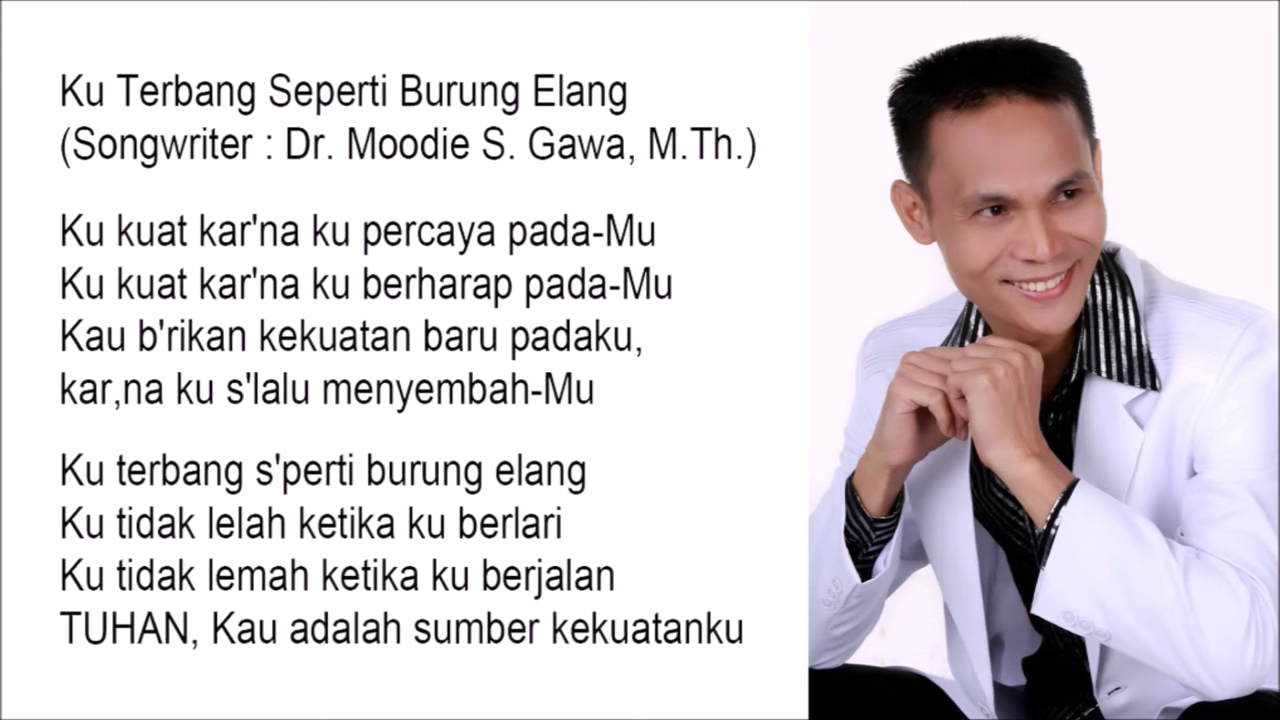 Ku Terbang Seperti Burung Elang
(Songwriter : Dr. Moodie S. Gawa, M.Th.)
Ku kuat kar'na ku percaya pada-Mu
Ku kuat kar'na ku berharap pada-Mu
Kau b'rikan kekuatan baru padaku,
kar,na ku s'lalu menyembah-Mu
Ku terbang s'perti burung elang
Ku tidak lelah ketika ku berlari
Ku tidak lemah ketika ku berjalan
TUHAN, Kau adalah sumber kekuatanku